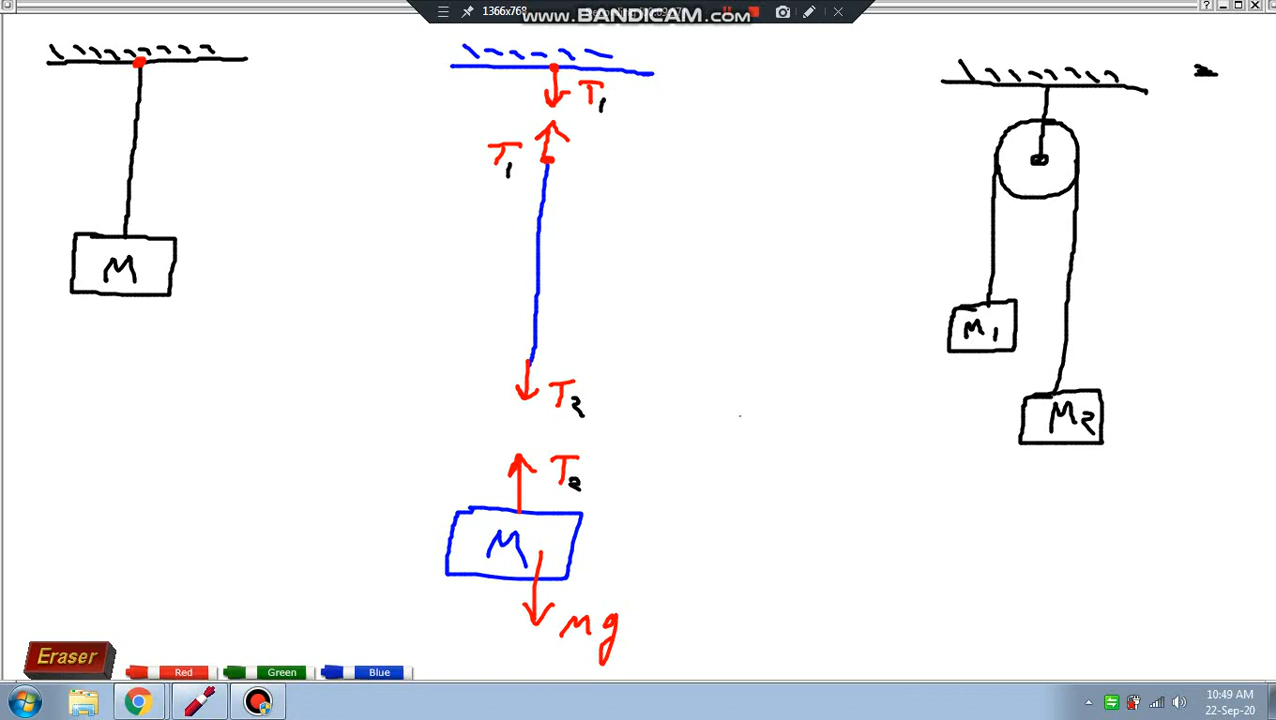 1366x768
www.BANDICAM.com
T1
T1
M
M1
T2
M2
T2
M
Mg
Eraser
Red
Green
Blue
10:49 AM
22-Sep-20